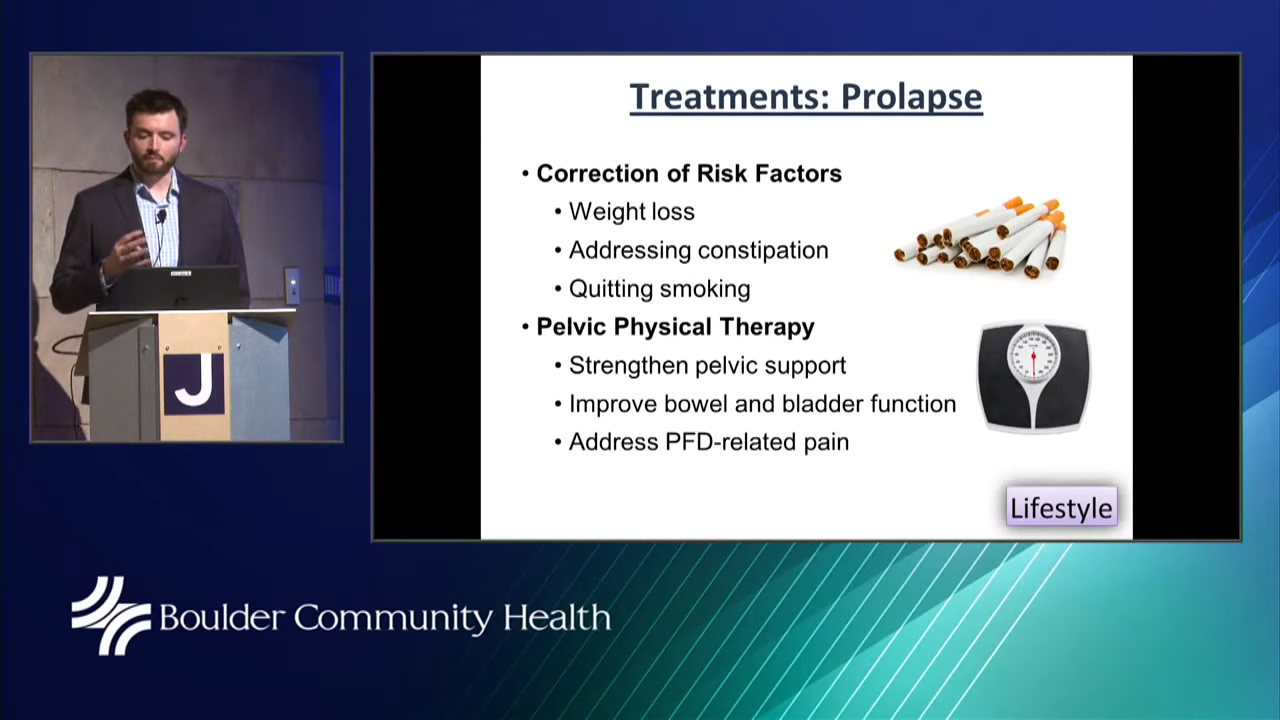 Treatments: Prolapse
• Correction of Risk Factors
• Weight loss
• Addressing constipation
• Quitting smoking
• Pelvic Physical Therapy
• Strengthen pelvic support
• Improve bowel and bladder function
• Address PFD-related pain
Lifestyle
J
Boulder Community Health